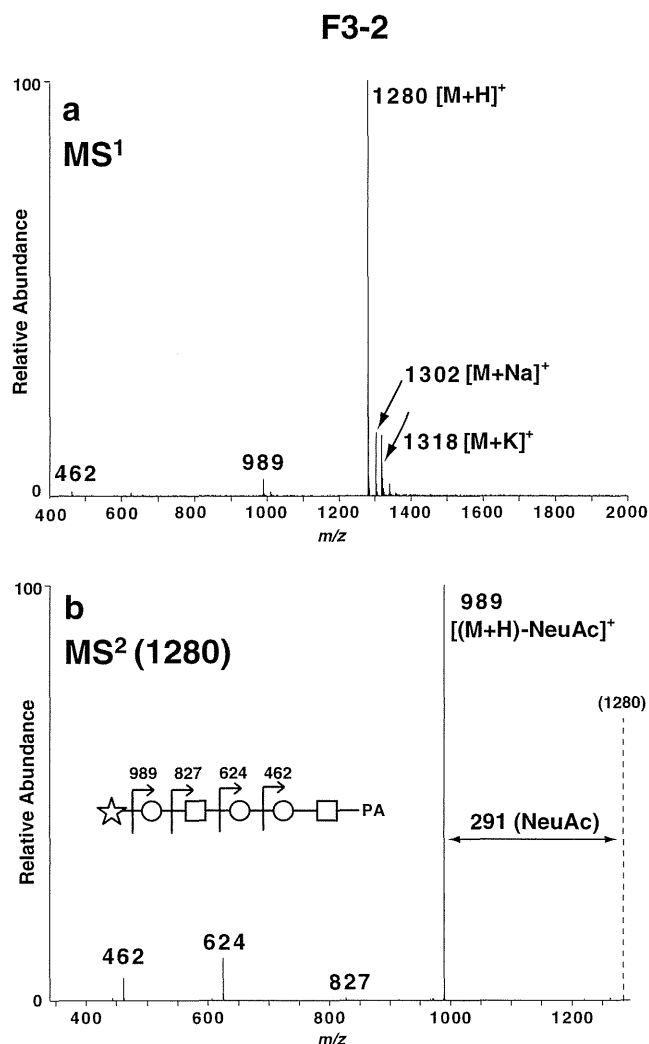 F3-2
100
a
MS¹
1280 [M+H]⁺
1302 [M+Na]⁺
1318 [M+K]⁺
462
989
0
Relative Abundance
400 600 800 1000 1200 1400 1600 1800 2000
m/z
100
b
MS² (1280)
989
[(M+H)-NeuAc]⁺
(1280)
989 827 624 462
PA
291 (NeuAc)
462
624
827
0
Relative Abundance
400 600 800 1000 1200
m/z